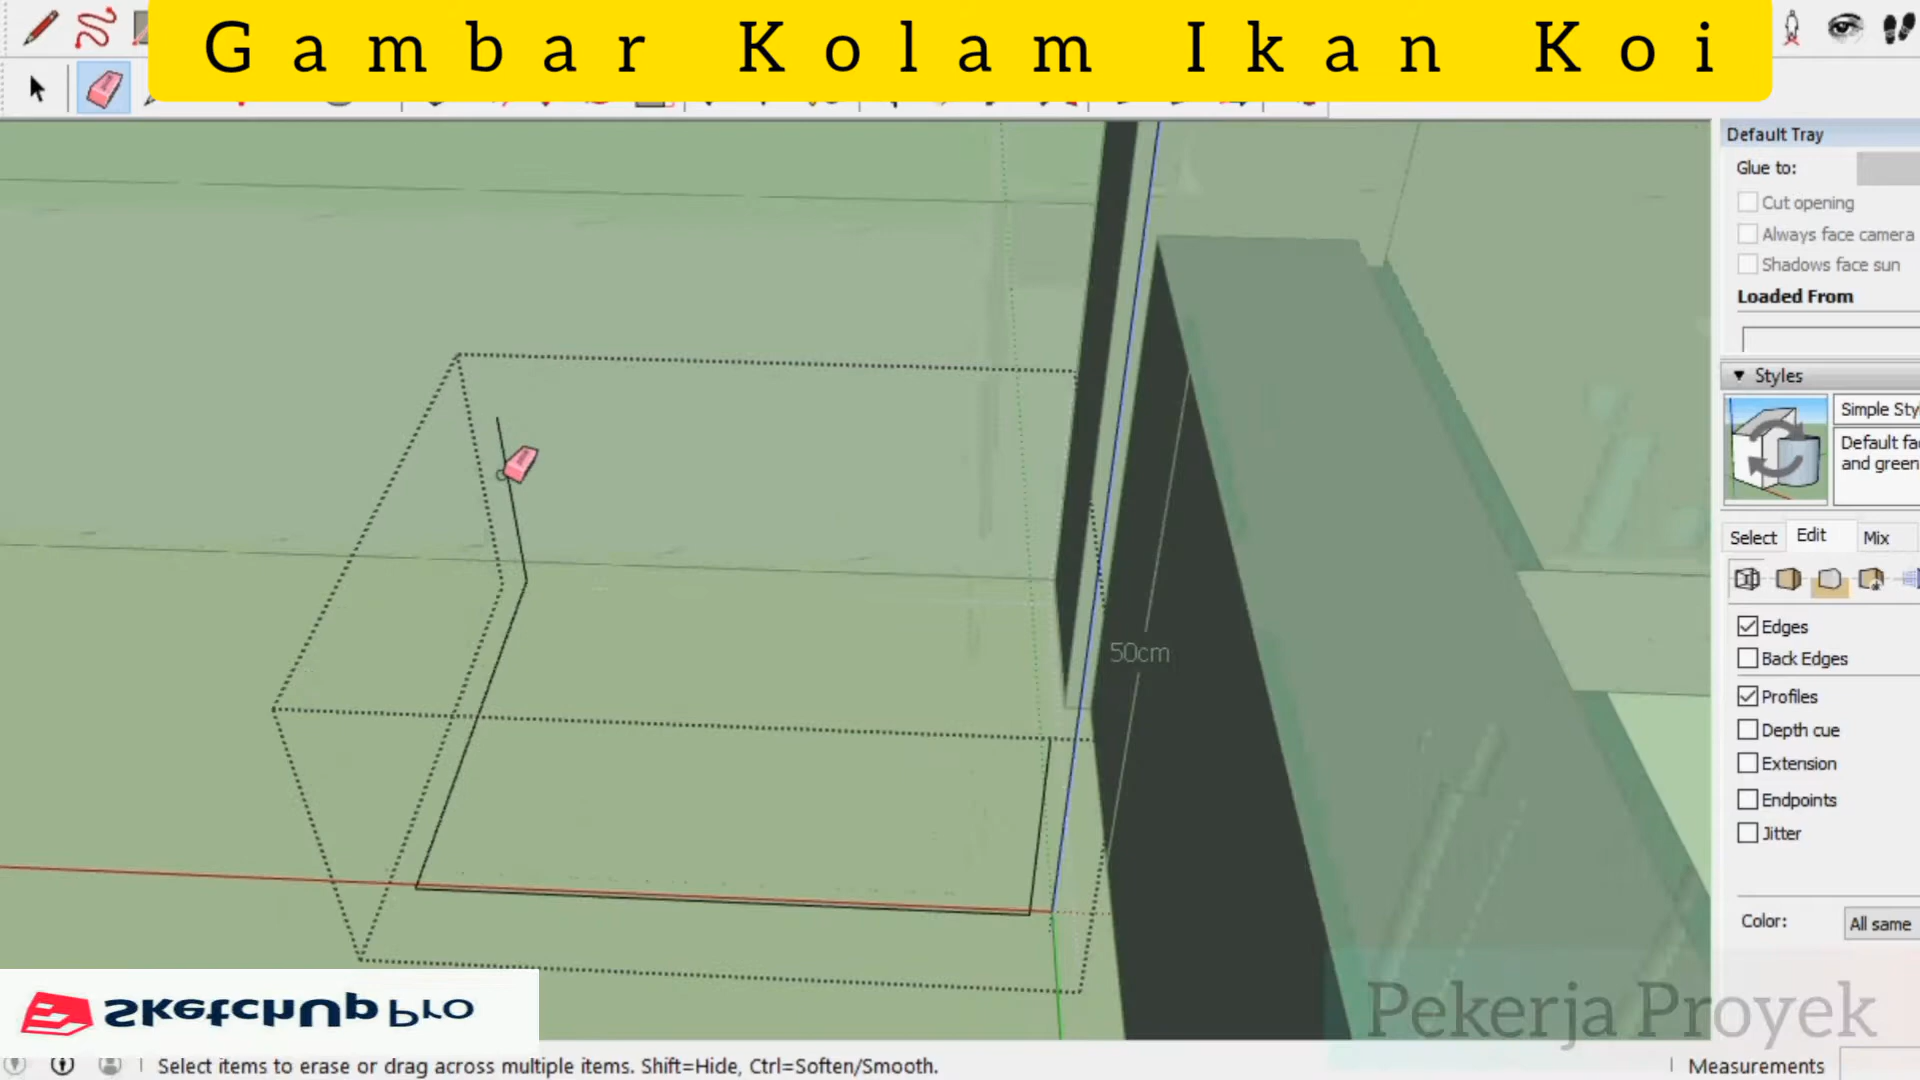 Gambar Kolam Ikan Koi
Default Tray
Glue to:
Cut opening
Always face camera
Shadows face sun
Loaded From
Styles
Simple Sty
Default fa
and green
Select Edit Mix
Edges
Back Edges
Profiles
Depth cue
Extension
Endpoints
Jitter
Color: All same
50cm
SketchUp Pro
Pekerja Proyek
Select items to erase or drag across multiple items. Shift=Hide, Ctrl=Soften/Smooth.
Measurements